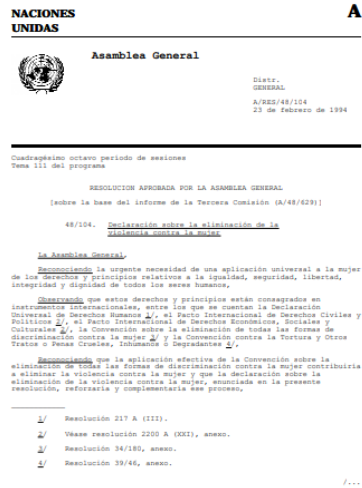 NACIONES
UNIDAS
A
Asamblea General
Distr.
GENERAL
A/RES/48/104
23 de febrero de 1994
Cuadragésimo octavo período de sesiones
Tema 111 del programa
RESOLUCION APROBADA POR LA ASAMBLEA GENERAL
[sobre la base del informe de la Tercera Comisión (A/48/629)]
48/104. Declaración sobre la eliminación de la
violencia contra la mujer
La Asamblea General,
Reconociendo la urgente necesidad de una aplicación universal a la mujer
de los derechos y principios relativos a la igualdad, seguridad, libertad,
integridad y dignidad de todos los seres humanos,
Observando que estos derechos y principios están consagrados en
instrumentos internacionales, entre los que se cuentan la Declaración
Universal de Derechos Humanos 1/, el Pacto Internacional de Derechos Civiles y
Políticos 2/, el Pacto Internacional de Derechos Económicos, Sociales y
Culturales 2/, la Convención sobre la eliminación de todas las formas de
discriminación contra la mujer 3/ y la Convención contra la Tortura y Otros
Tratos o Penas Crueles, Inhumanos o Degradantes 4/,
Reconociendo que la aplicación efectiva de la Convención sobre la
eliminación de todas las formas de discriminación contra la mujer contribuiría
a eliminar la violencia contra la mujer y que la declaración sobre la
eliminación de la violencia contra la mujer, enunciada en la presente
resolución, reforzaría y complementaría ese proceso,
1/ Resolución 217 A (III).
2/ Véase resolución 2200 A (XXI), anexo.
3/ Resolución 34/180, anexo.
4/ Resolución 39/46, anexo.
/...